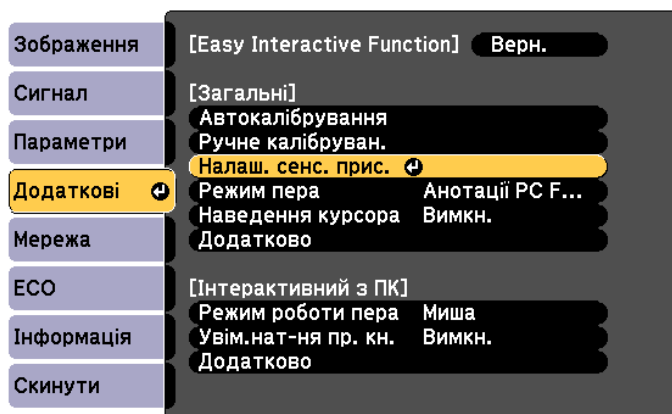 Зображення
Сигнал
Параметри
Додаткові
Мережа
ECO
Інформація
Скинути
[Easy Interactive Function] Верн.
[Загальні]
Автокалібрування
Ручне калібруван.
Налаш. сенс. прис.
Режим пера Анотації PC F...
Наведення курсора Вимкн.
Додатково
[Інтерактивний з ПК]
Режим роботи пера Миша
Увім.нат-ня пр. кн. Вимкн.
Додатково